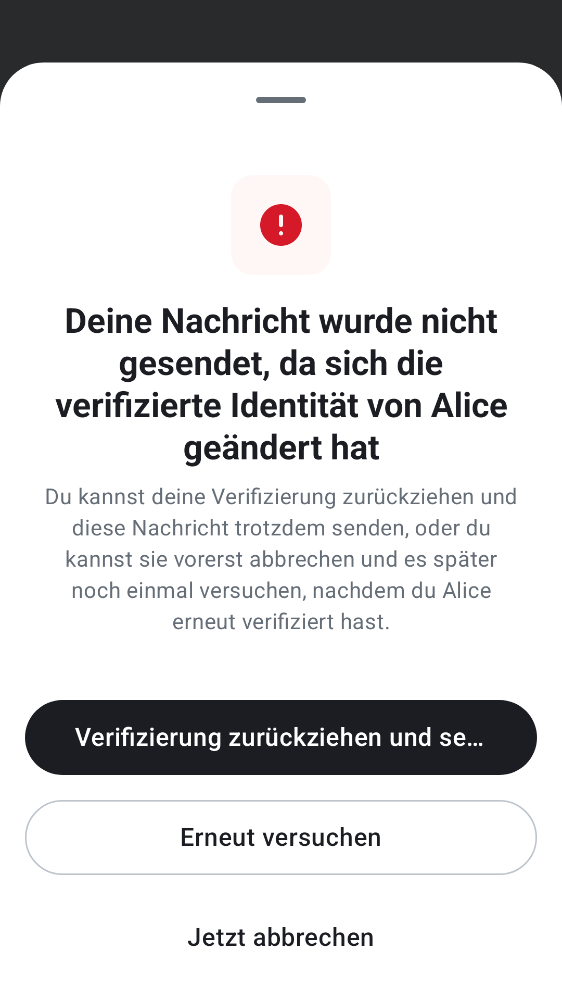 Deine Nachricht wurde nicht
gesendet, da sich die
verifizierte Identität von Alice
geändert hat
Du kannst deine Verifizierung zurückziehen und
diese Nachricht trotzdem senden, oder du
kannst sie vorerst abbrechen und es später
noch einmal versuchen, nachdem du Alice
erneut verifiziert hast.
Verifizierung zurückziehen und se…
Erneut versuchen
Jetzt abbrechen